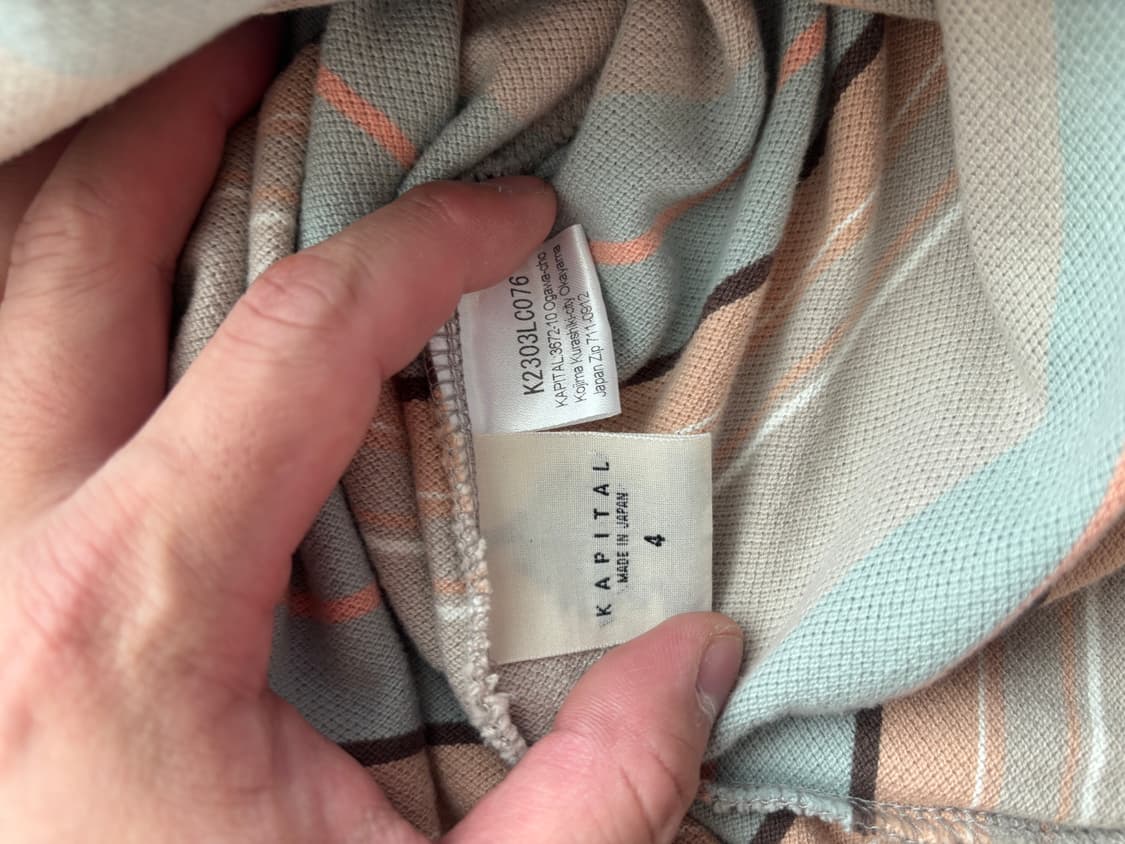 K2303LC076
KAPITAL:3672-10 Ogawa-cho
Kojima Kurashiki-city Okayama
Japan Zip 711-0912
KAPITAL
MADE IN JAPAN
4